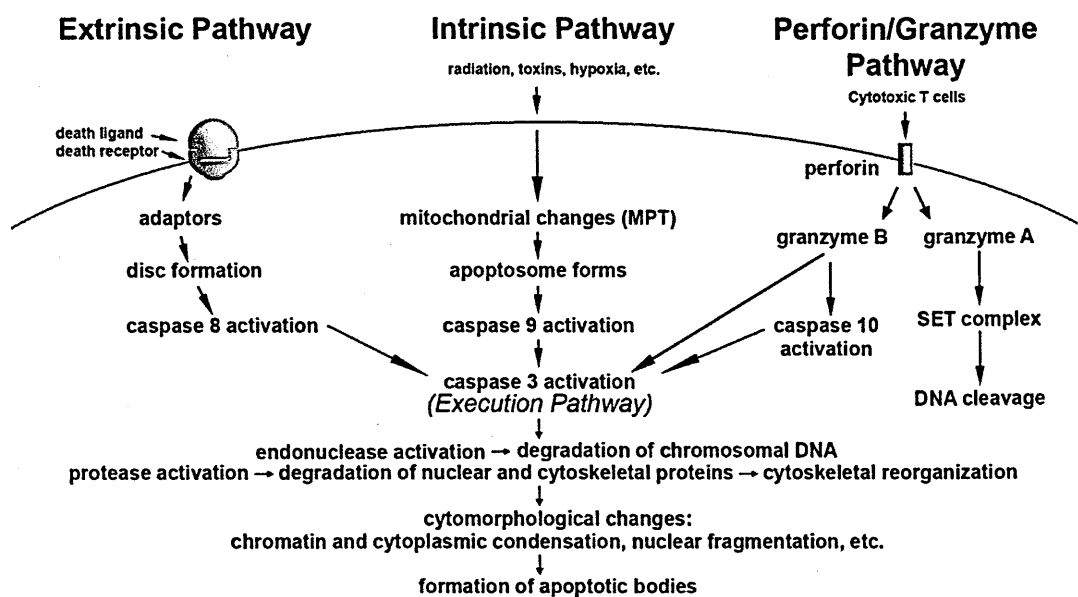 Extrinsic Pathway
death ligand
death receptor
adaptors
disc formation
caspase 8 activation
Intrinsic Pathway
radiation, toxins, hypoxia, etc.
mitochondrial changes (MPT)
apoptosome forms
caspase 9 activation
Perforin/Granzyme
Pathway
Cytotoxic T cells
perforin
granzyme B
granzyme A
caspase 10
activation
SET complex
DNA cleavage
caspase 3 activation
(Execution Pathway)
endonuclease activation → degradation of chromosomal DNA
protease activation → degradation of nuclear and cytoskeletal proteins → cytoskeletal reorganization
cytomorphological changes:
chromatin and cytoplasmic condensation, nuclear fragmentation, etc.
formation of apoptotic bodies